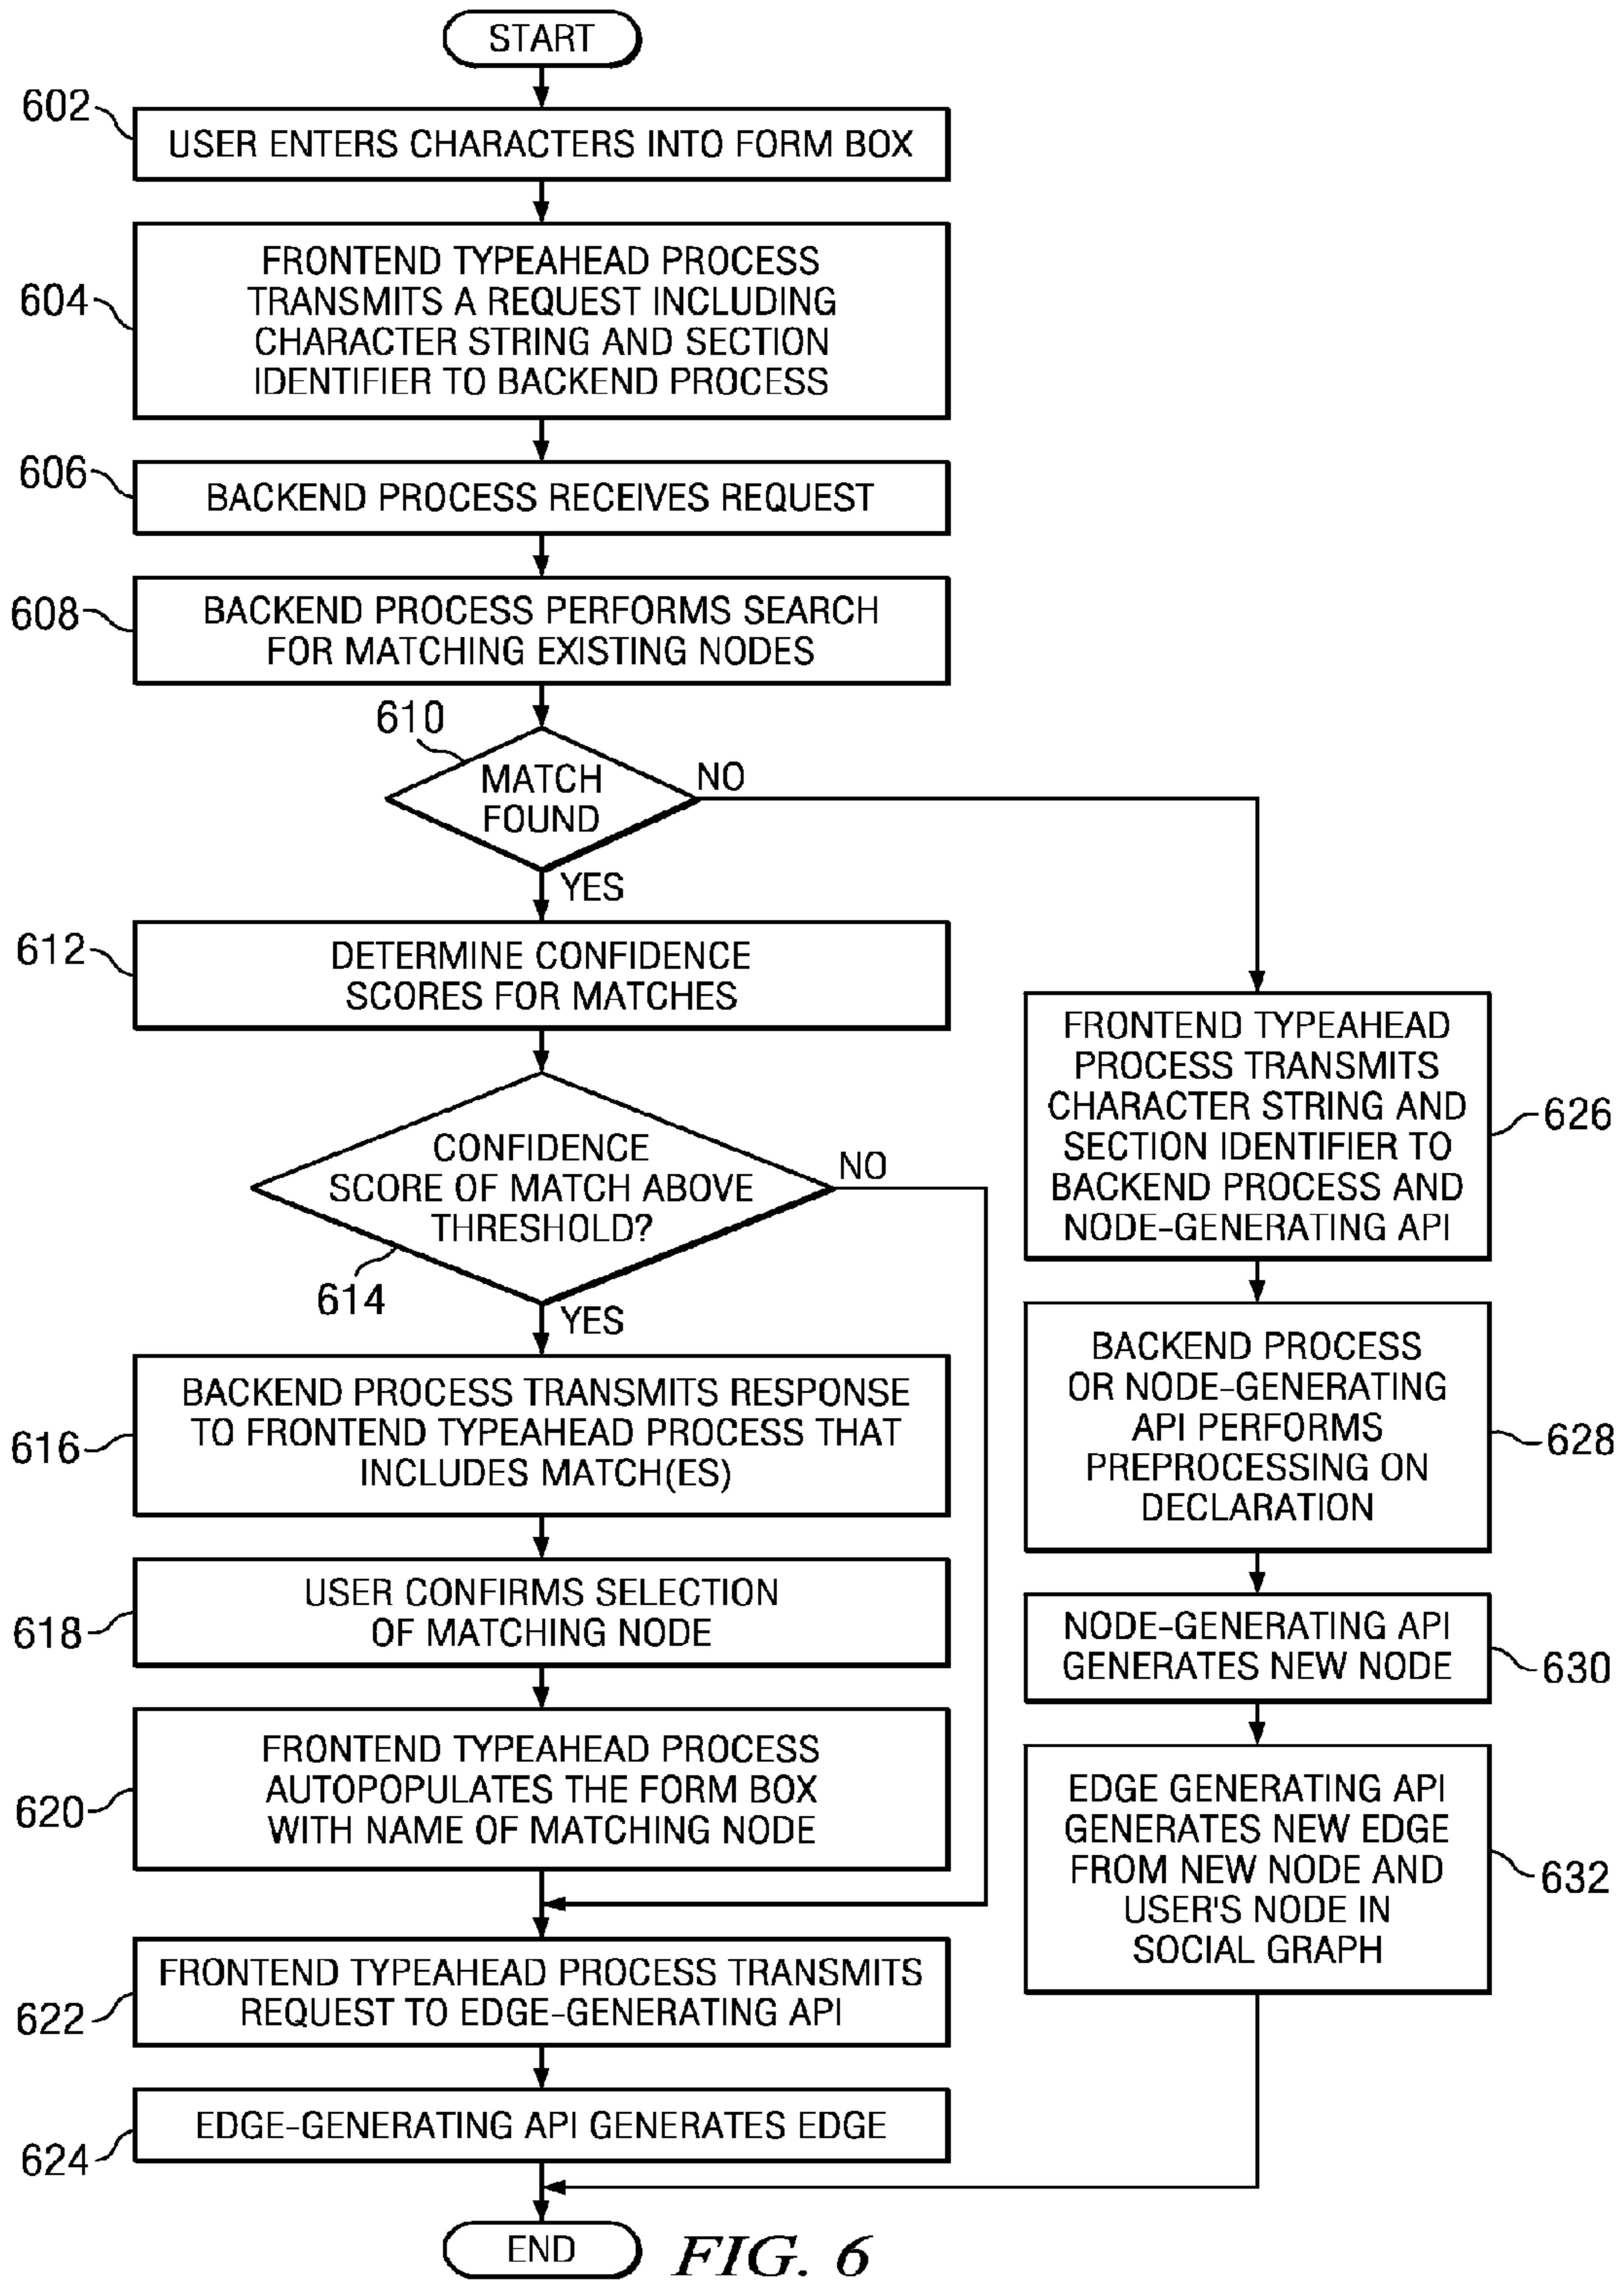 START
602
USER ENTERS CHARACTERS INTO FORM BOX
604
FRONTEND TYPEAHEAD PROCESS
TRANSMITS A REQUEST INCLUDING
CHARACTER STRING AND SECTION
IDENTIFIER TO BACKEND PROCESS
606
BACKEND PROCESS RECEIVES REQUEST
608
BACKEND PROCESS PERFORMS SEARCH
FOR MATCHING EXISTING NODES
610
MATCH
FOUND
NO
YES
612
DETERMINE CONFIDENCE
SCORES FOR MATCHES
CONFIDENCE
SCORE OF MATCH ABOVE
THRESHOLD?
NO
614
YES
616
BACKEND PROCESS TRANSMITS RESPONSE
TO FRONTEND TYPEAHEAD PROCESS THAT
INCLUDES MATCH(ES)
618
USER CONFIRMS SELECTION
OF MATCHING NODE
620
FRONTEND TYPEAHEAD PROCESS
AUTOPOPULATES THE FORM BOX
WITH NAME OF MATCHING NODE
622
FRONTEND TYPEAHEAD PROCESS TRANSMITS
REQUEST TO EDGE-GENERATING API
624
EDGE-GENERATING API GENERATES EDGE
FRONTEND TYPEAHEAD
PROCESS TRANSMITS
CHARACTER STRING AND
SECTION IDENTIFIER TO
BACKEND PROCESS AND
NODE-GENERATING API
626
BACKEND PROCESS
OR NODE-GENERATING
API PERFORMS
PREPROCESSING ON
DECLARATION
628
NODE-GENERATING API
GENERATES NEW NODE
630
EDGE GENERATING API
GENERATES NEW EDGE
FROM NEW NODE AND
USER'S NODE IN
SOCIAL GRAPH
632
END
FIG. 6